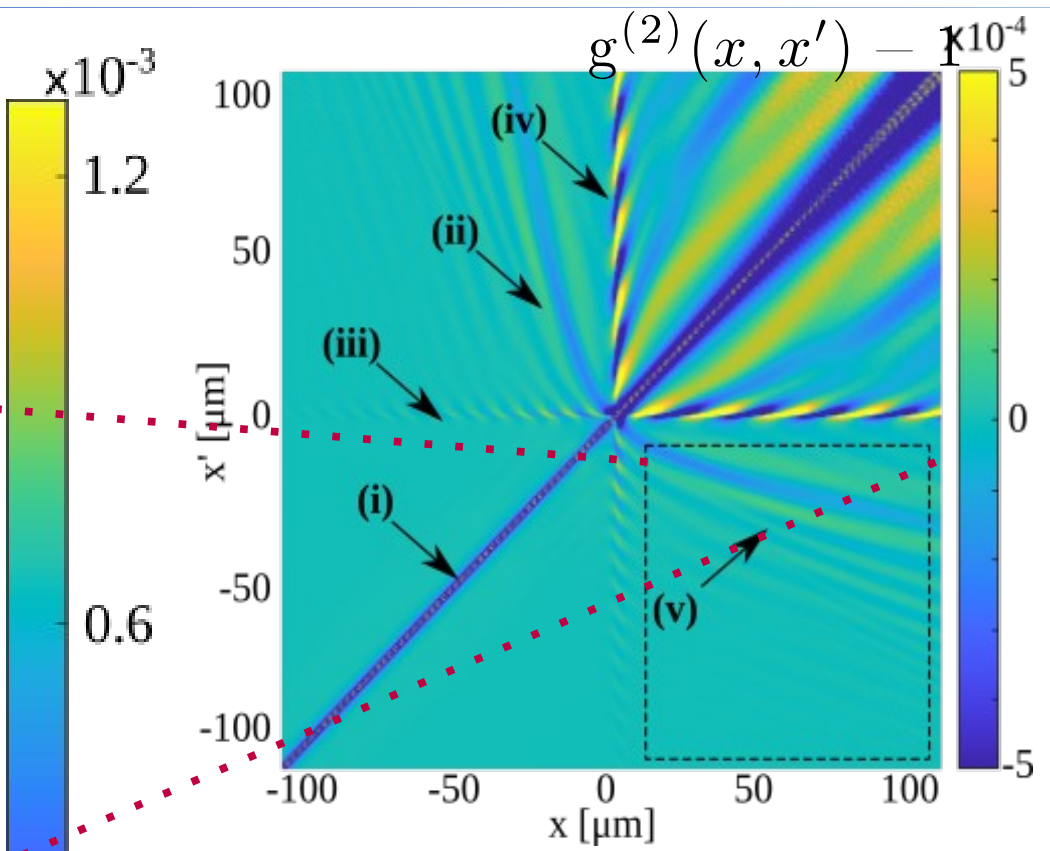 x10^-3
1.2
0.6
g^(2)(x, x′) − 1
x10^-4
5
0
-5
100
50
0
-50
-100
x' [μm]
-100
-50
0
50
100
x [μm]
(iv)
(ii)
(iii)
(i)
(v)